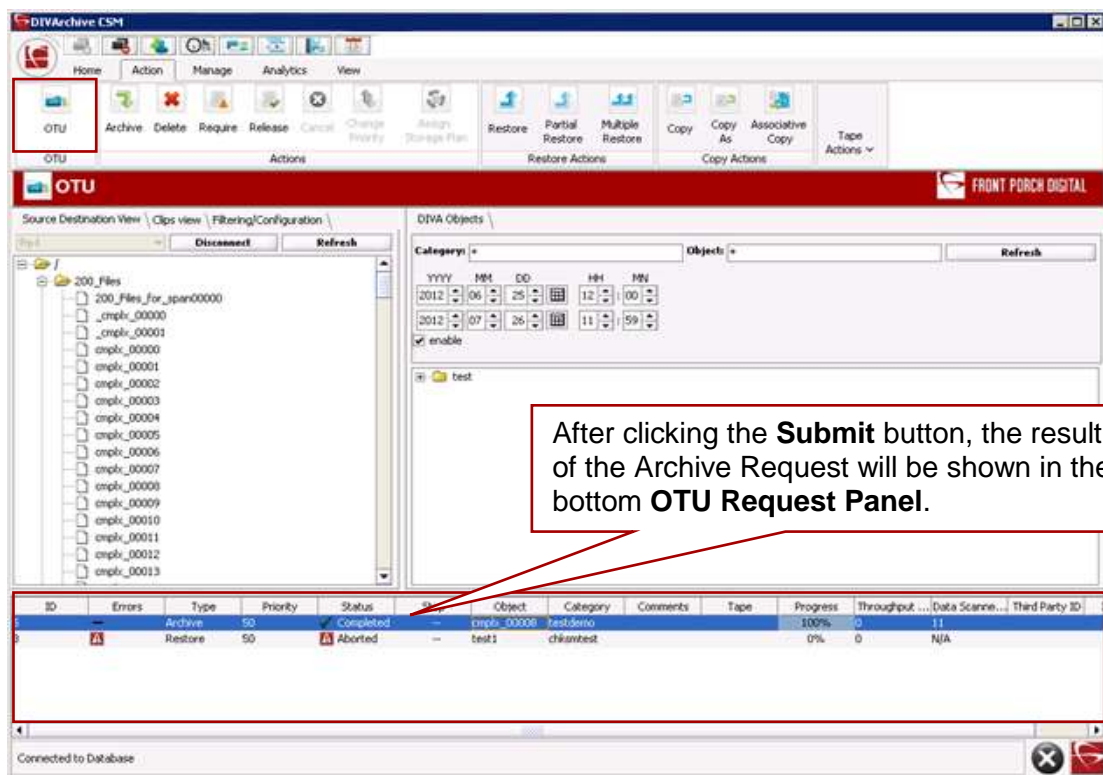 DIVArchive CSM
Home Action Manage Analytics View
OTU Archive Delete Require Release Cancel Change Priority Assign Storage Plan Restore Partial Restore Multiple Restore Copy Copy As Associative Copy Tape Actions
OTU Actions Restore Actions Copy Actions
OTU FRONT PORCH DIGITAL
Source Destination View Clips view Filtering/Configuration DIVA Objects
Disconnect Refresh
Category: * Object: * Refresh
/
200_Files
200_Files_for_span00000
_cmplx_00000
_cmplx_00001
cmplx_00000
cmplx_00001
cmplx_00002
cmplx_00003
cmplx_00004
cmplx_00005
cmplx_00006
cmplx_00007
cmplx_00008
cmplx_00009
cmplx_00010
cmplx_00011
cmplx_00012
cmplx_00013
YYYY MM DD HH MN
2012 06 25 12 : 00
2012 07 26 11 : 59
enable
test
After clicking the Submit button, the result
of the Archive Request will be shown in the
bottom OTU Request Panel.
ID Errors Type Priority Status Object Category Comments Tape Progress Throughput ... Data Scanne... Third Party ID
Archive 50 Completed -- cmplx_00008 testdemo 100% 0 11
Restore 50 Aborted -- test1 chksmtest 0% 0 N/A
Connected to Database